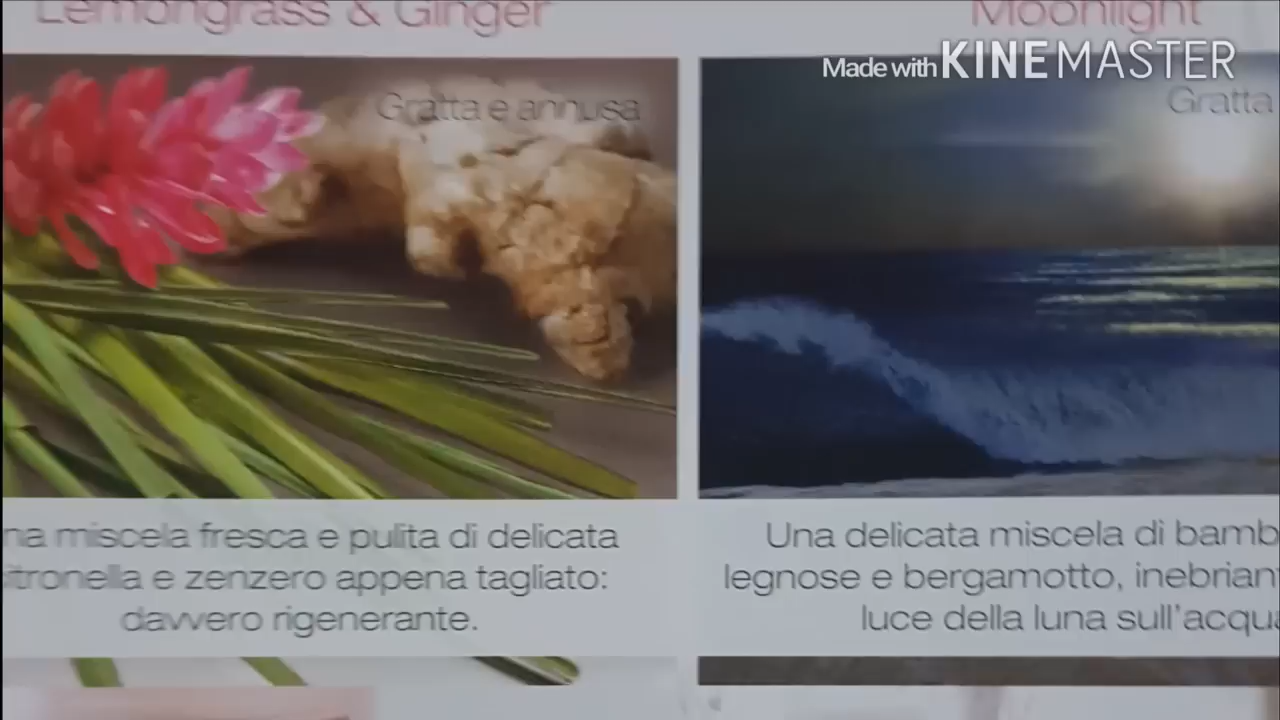 Lemongrass & Ginger
Moonlight
Made with KINEMASTER
Gratta e annusa
Gratta
na miscela fresca e pulita di delicata
itronella e zenzero appena tagliato:
davvero rigenerante.
Una delicata miscela di bamb
legnose e bergamotto, inebrian
luce della luna sull'acqu